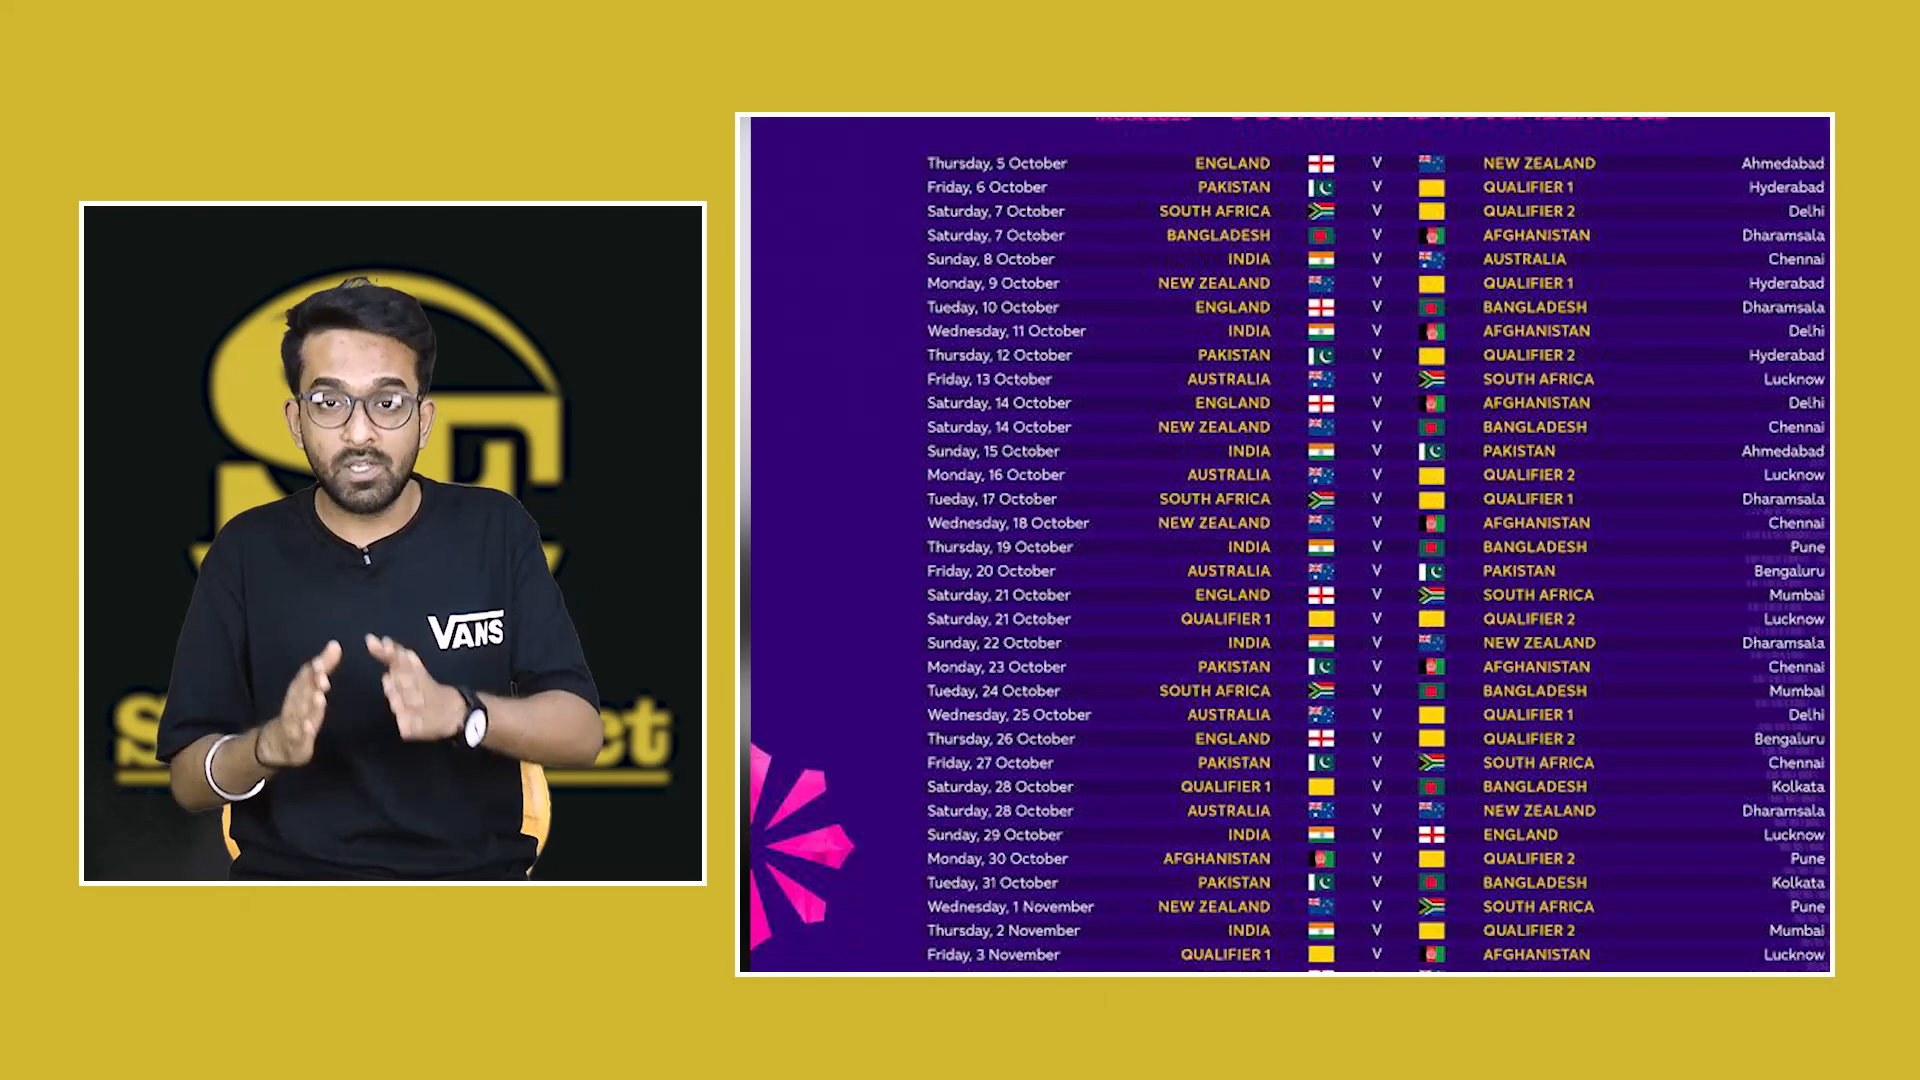 Thursday, 5 October ENGLAND V NEW ZEALAND Ahmedabad
Friday, 6 October PAKISTAN V QUALIFIER 1 Hyderabad
Saturday, 7 October SOUTH AFRICA V QUALIFIER 2 Delhi
Saturday, 7 October BANGLADESH V AFGHANISTAN Dharamsala
Sunday, 8 October INDIA V AUSTRALIA Chennai
Monday, 9 October NEW ZEALAND V QUALIFIER 1 Hyderabad
Tueday, 10 October ENGLAND V BANGLADESH Dharamsala
Wednesday, 11 October INDIA V AFGHANISTAN Delhi
Thursday, 12 October PAKISTAN V QUALIFIER 2 Hyderabad
Friday, 13 October AUSTRALIA V SOUTH AFRICA Lucknow
Saturday, 14 October ENGLAND V AFGHANISTAN Delhi
Saturday, 14 October NEW ZEALAND V BANGLADESH Chennai
Sunday, 15 October INDIA V PAKISTAN Ahmedabad
Monday, 16 October AUSTRALIA V QUALIFIER 2 Lucknow
Tueday, 17 October SOUTH AFRICA V QUALIFIER 1 Dharamsala
Wednesday, 18 October NEW ZEALAND V AFGHANISTAN Chennai
Thursday, 19 October INDIA V BANGLADESH Pune
Friday, 20 October AUSTRALIA V PAKISTAN Bengaluru
Saturday, 21 October ENGLAND V SOUTH AFRICA Mumbai
Saturday, 21 October QUALIFIER 1 V QUALIFIER 2 Lucknow
Sunday, 22 October INDIA V NEW ZEALAND Dharamsala
Monday, 23 October PAKISTAN V AFGHANISTAN Chennai
Tueday, 24 October SOUTH AFRICA V BANGLADESH Mumbai
Wednesday, 25 October AUSTRALIA V QUALIFIER 1 Delhi
Thursday, 26 October ENGLAND V QUALIFIER 2 Bengaluru
Friday, 27 October PAKISTAN V SOUTH AFRICA Chennai
Saturday, 28 October QUALIFIER 1 V BANGLADESH Kolkata
Saturday, 28 October AUSTRALIA V NEW ZEALAND Dharamsala
Sunday, 29 October INDIA V ENGLAND Lucknow
Monday, 30 October AFGHANISTAN V QUALIFIER 2 Pune
Tueday, 31 October PAKISTAN V BANGLADESH Kolkata
Wednesday, 1 November NEW ZEALAND V SOUTH AFRICA Pune
Thursday, 2 November INDIA V QUALIFIER 2 Mumbai
Friday, 3 November QUALIFIER 1 V AFGHANISTAN Lucknow
VANS